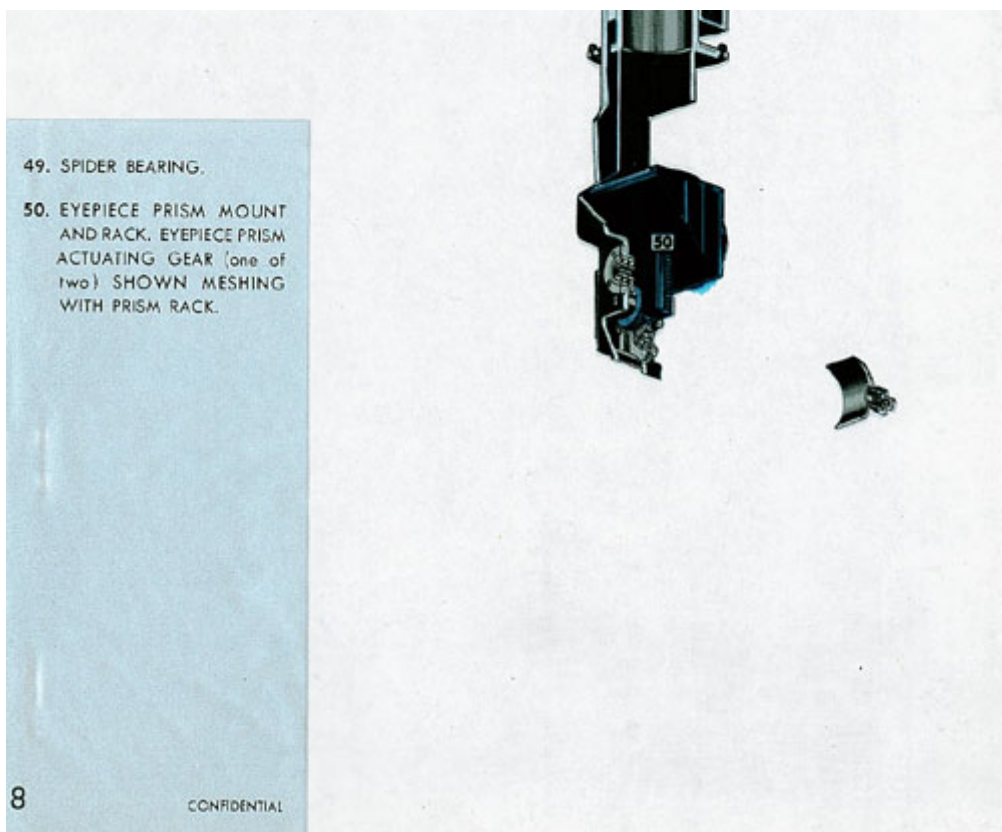 49. SPIDER BEARING.
50. EYEPIECE PRISM MOUNT
AND RACK. EYEPIECE PRISM
ACTUATING GEAR (one of
two) SHOWN MESHING
WITH PRISM RACK.
50
8
CONFIDENTIAL